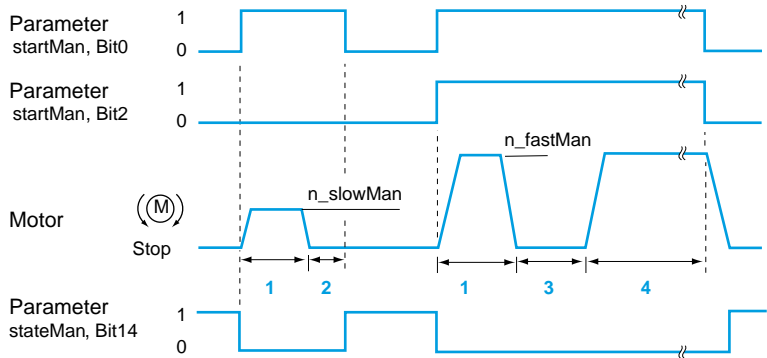 Parameter
startMan, Bit0
1
0
Parameter
startMan, Bit2
1
0
n_fastMan
n_slowMan
Motor
M
Stop
1
2
1
3
4
Parameter
stateMan, Bit14
1
0